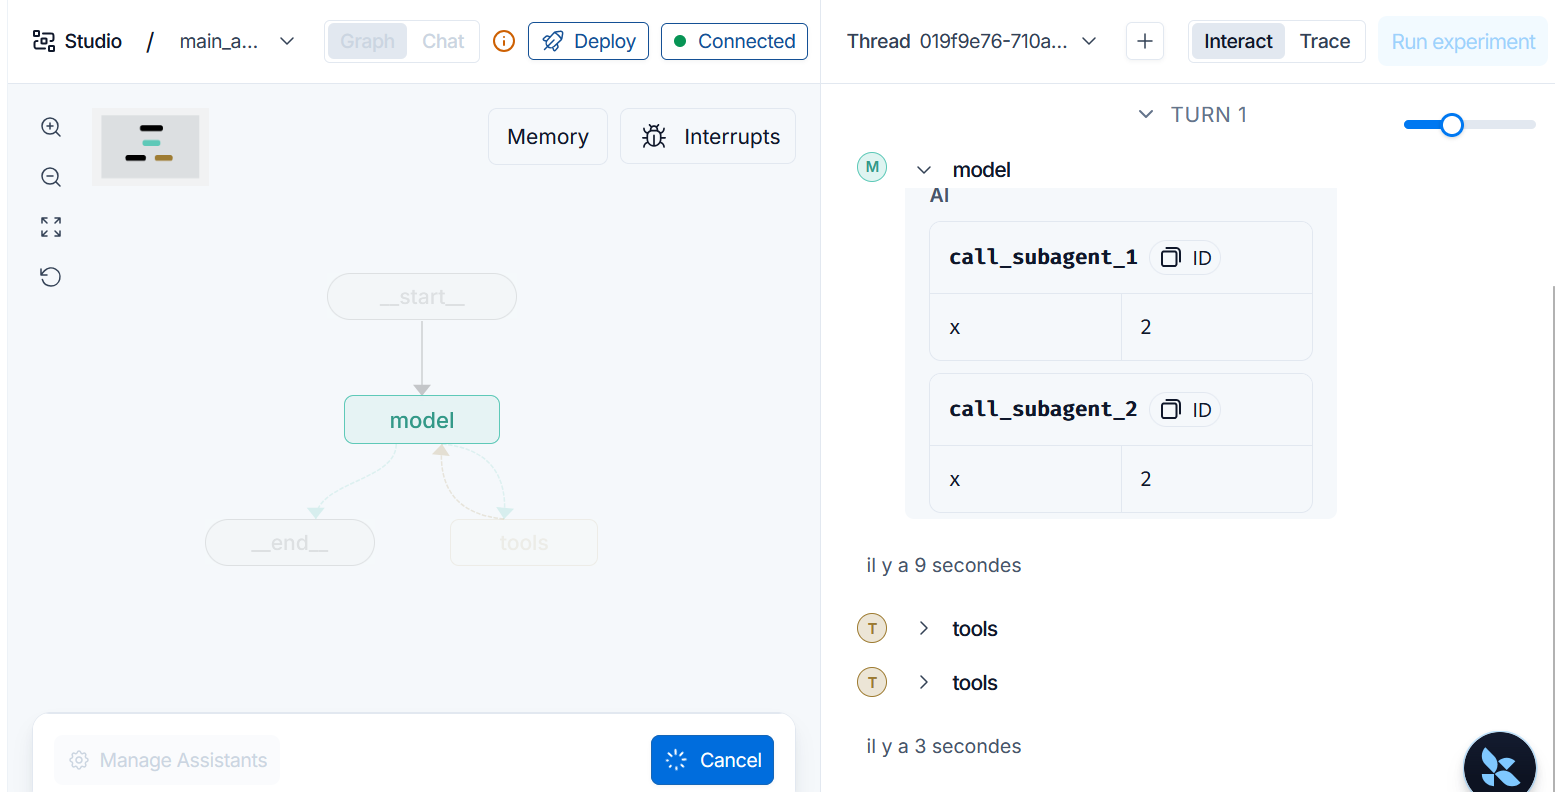 Studio / main_a... Graph Chat Deploy Connected
Memory Interrupts
__start__
model
__end__ tools
Manage Assistants Cancel
Thread 019f9e76-710a... + Interact Trace Run experiment
TURN 1
M model
AI
call_subagent_1 ID
x 2
call_subagent_2 ID
x 2
il y a 9 secondes
T tools
T tools
il y a 3 secondes